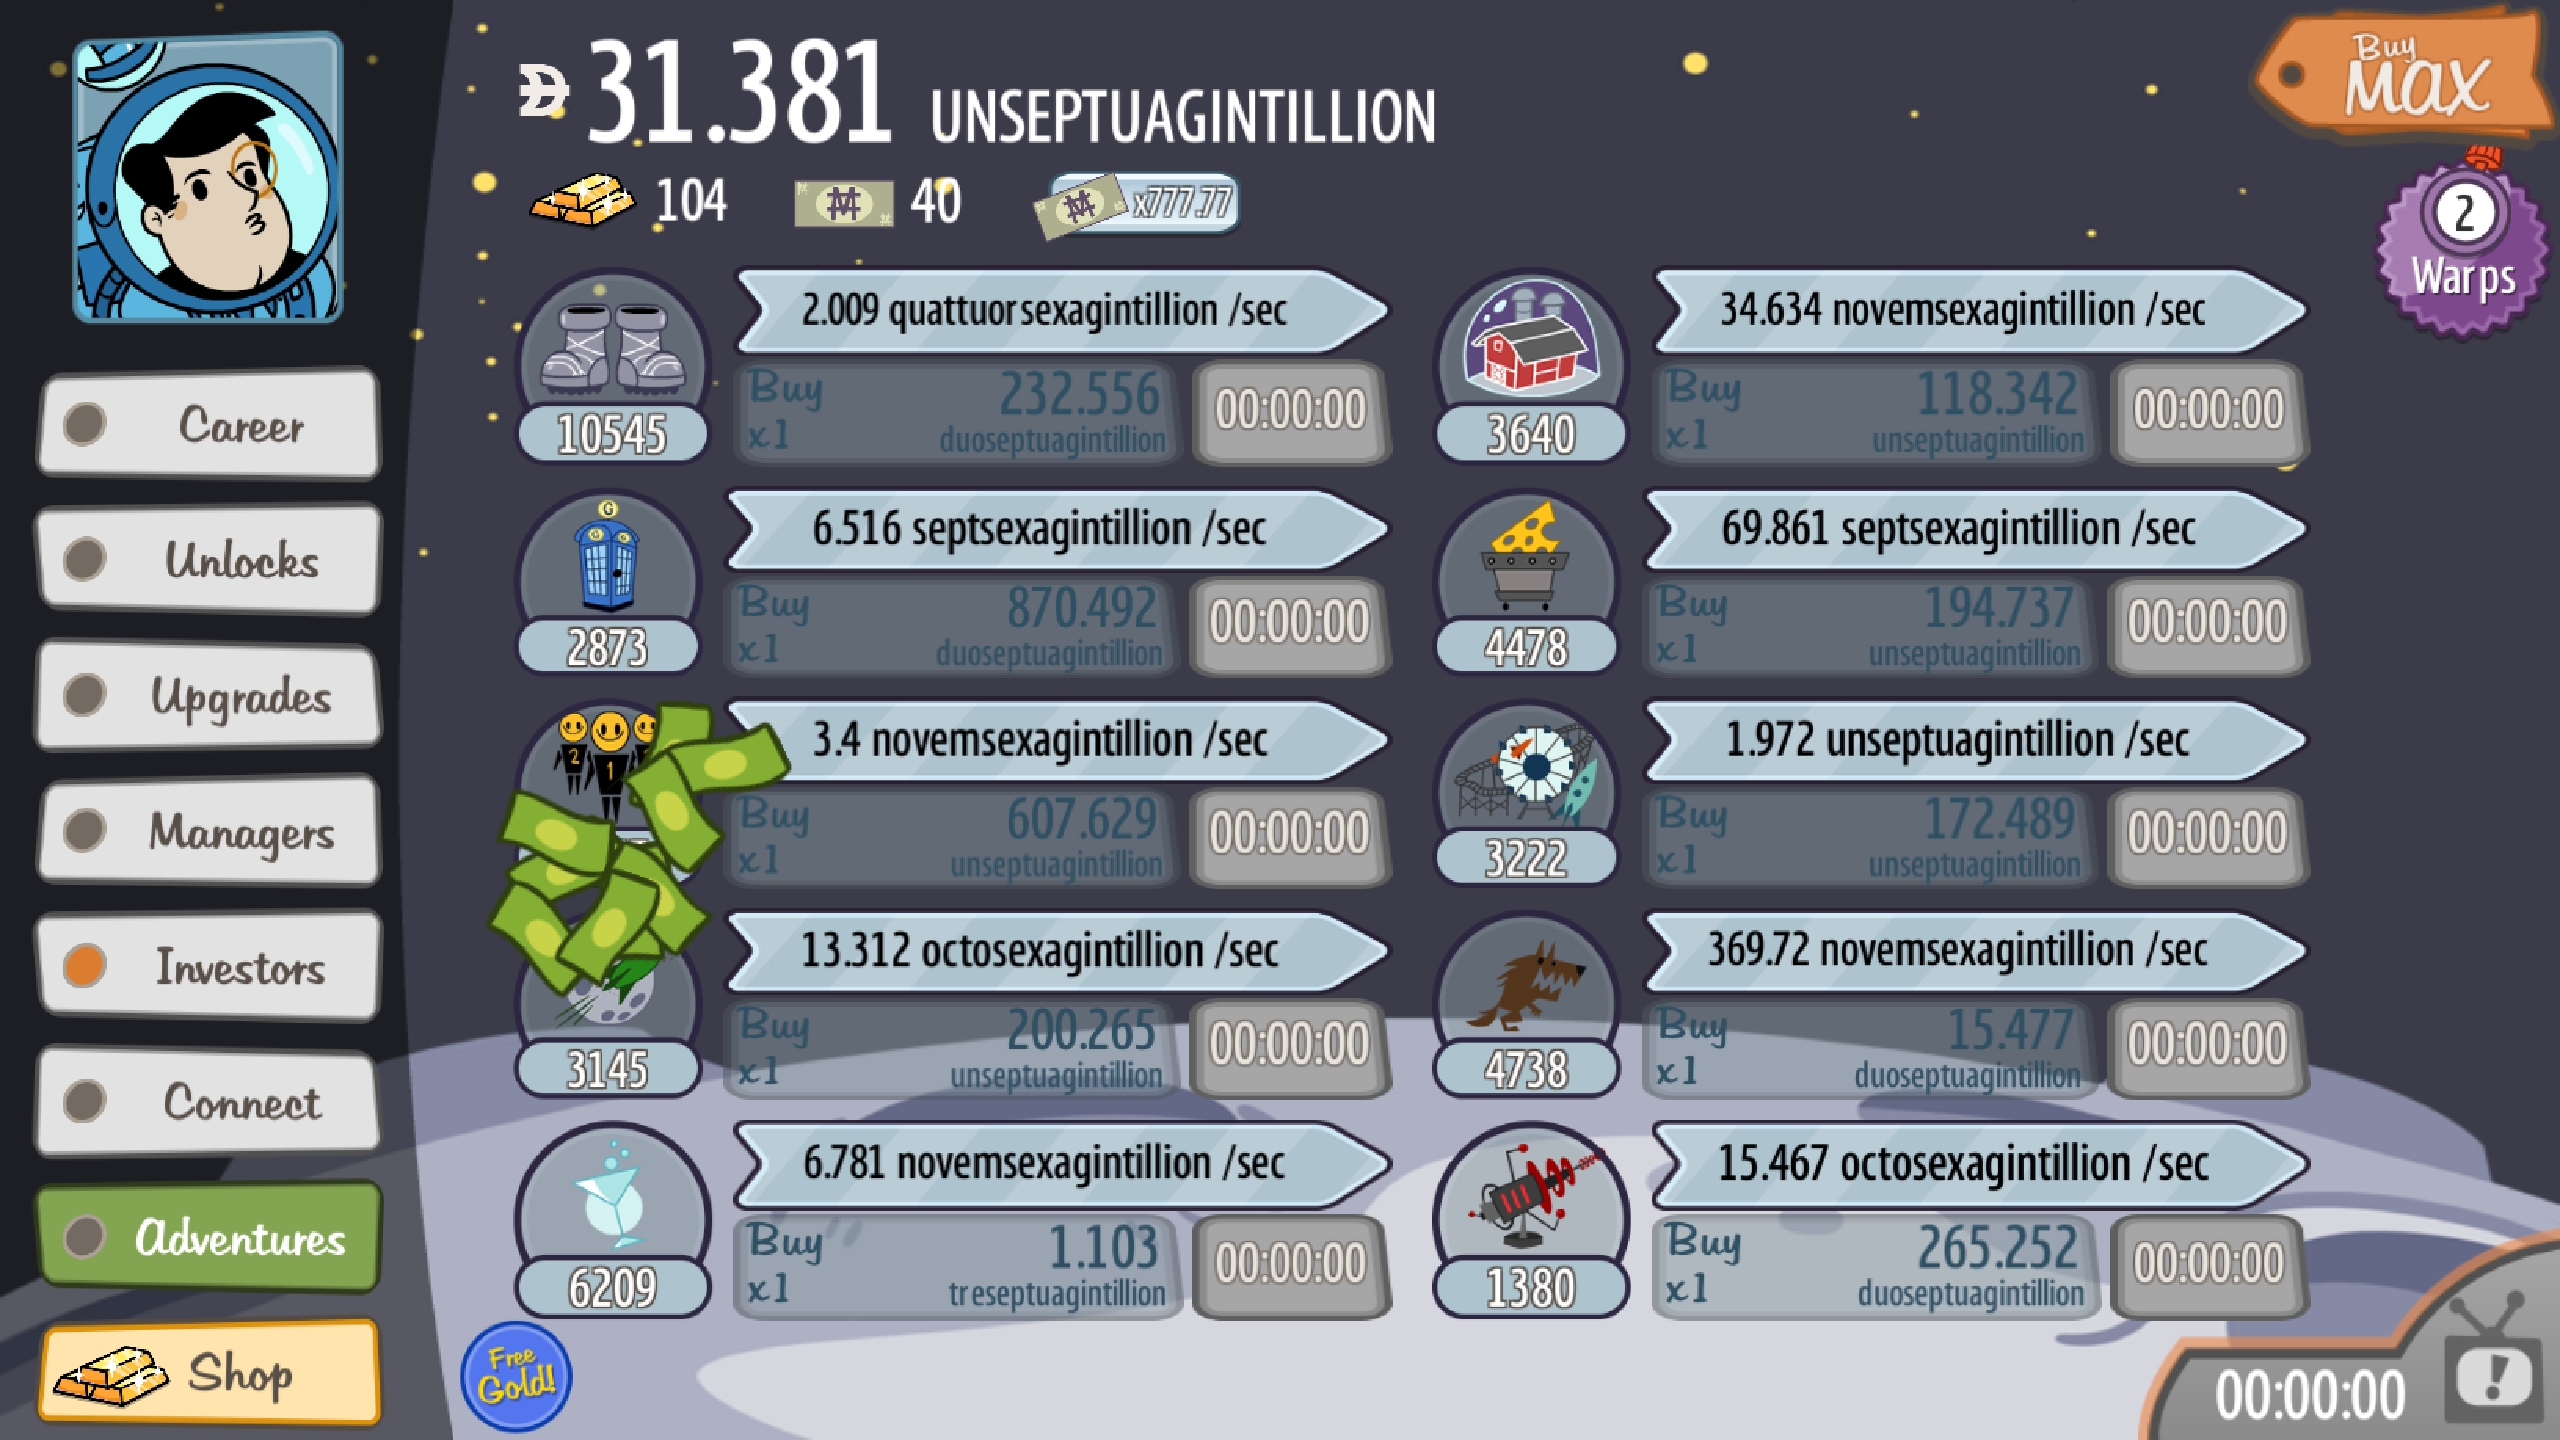 31.381 UNSEPTUAGINTILLION
Buy
MAX
104
40
x777.77
2
Warps
Career
Unlocks
Upgrades
Managers
Investors
Connect
Adventures
Shop
2.009 quattuorsexagintillion /sec
Buy
x1
232.556
duoseptuagintillion
00:00:00
10545
34.634 novemsexagintillion /sec
Buy
x1
118.342
unseptuagintillion
00:00:00
3640
G
G
G
6.516 septsexagintillion /sec
Buy
x1
870.492
duoseptuagintillion
00:00:00
2873
69.861 septsexagintillion /sec
Buy
x1
194.737
unseptuagintillion
00:00:00
4478
2
1
3.4 novemsexagintillion /sec
Buy
x1
607.629
unseptuagintillion
00:00:00
1.972 unseptuagintillion /sec
Buy
x1
172.489
unseptuagintillion
00:00:00
3222
13.312 octosexagintillion /sec
Buy
x1
200.265
unseptuagintillion
00:00:00
3145
369.72 novemsexagintillion /sec
Buy
x1
15.477
duoseptuagintillion
00:00:00
4738
6.781 novemsexagintillion /sec
Buy
x1
1.103
treseptuagintillion
00:00:00
6209
15.467 octosexagintillion /sec
Buy
x1
265.252
duoseptuagintillion
00:00:00
1380
Free
Gold!
00:00:00
!